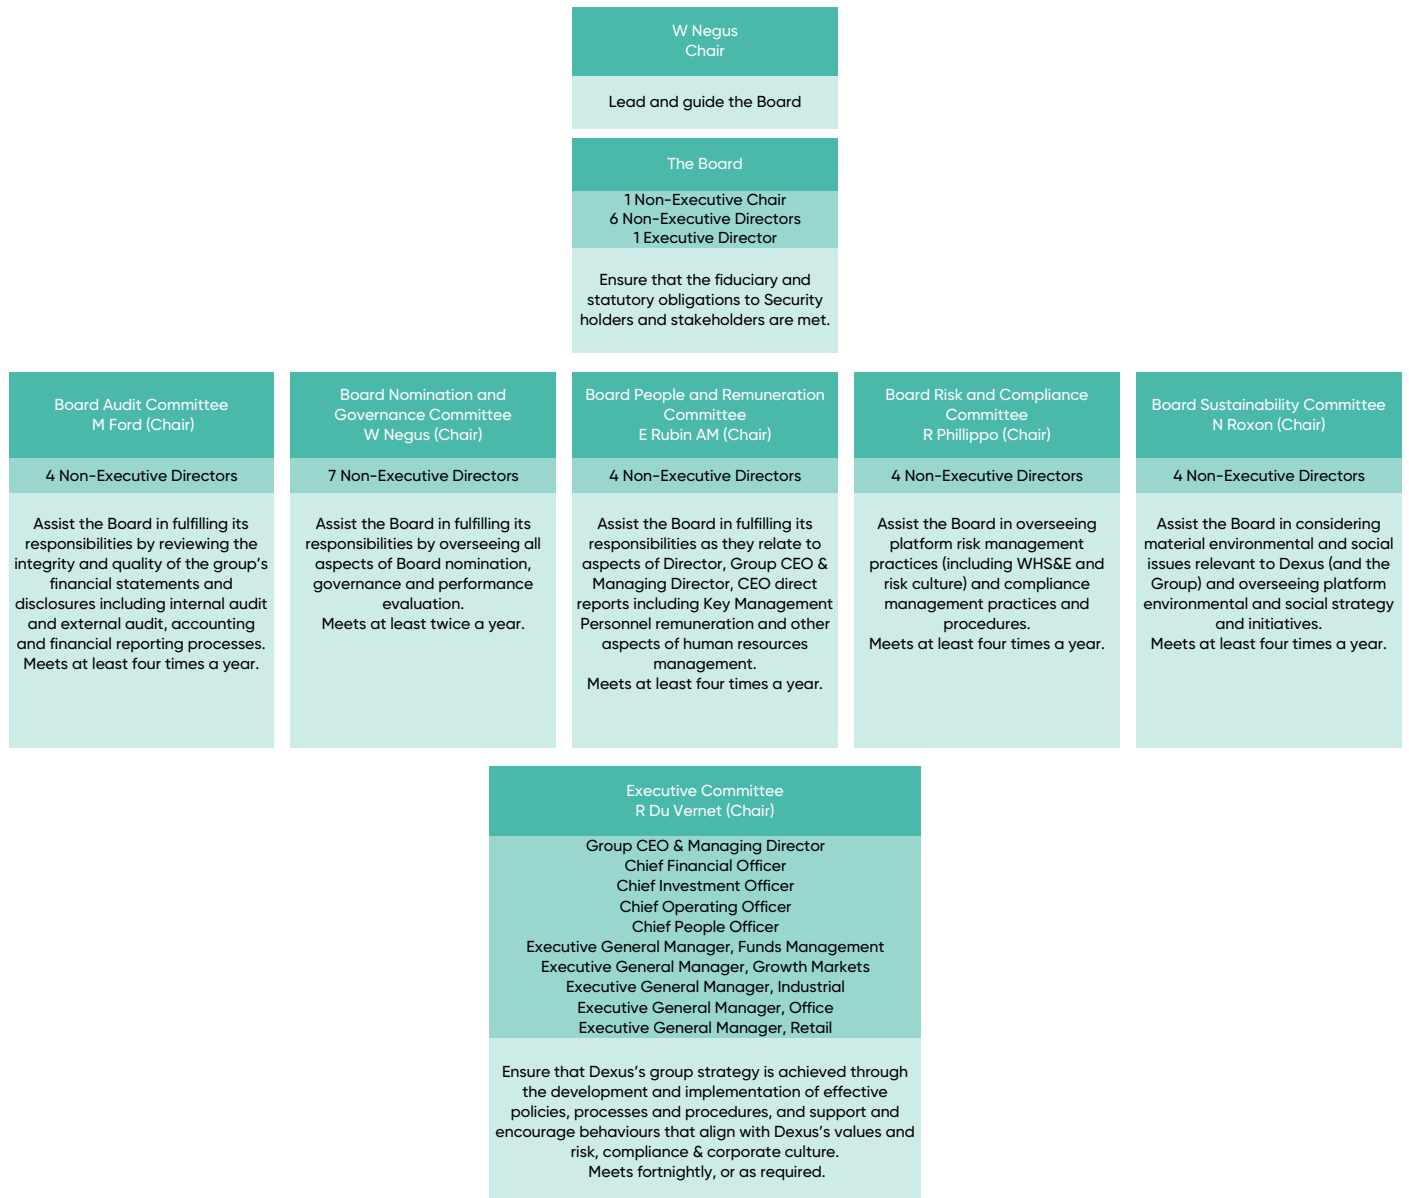 W Negus
Chair
Lead and guide the Board
The Board
1 Non-Executive Chair
6 Non-Executive Directors
1 Executive Director
Ensure that the fiduciary and
statutory obligations to Security
holders and stakeholders are met.
Board Audit Committee
M Ford (Chair)
4 Non-Executive Directors
Assist the Board in fulfilling its
responsibilities by reviewing the
integrity and quality of the group’s
financial statements and
disclosures including internal audit
and external audit, accounting
and financial reporting processes.
Meets at least four times a year.
Board Nomination and
Governance Committee
W Negus (Chair)
7 Non-Executive Directors
Assist the Board in fulfilling its
responsibilities by overseeing all
aspects of Board nomination,
governance and performance
evaluation.
Meets at least twice a year.
Board People and Remuneration
Committee
E Rubin AM (Chair)
4 Non-Executive Directors
Assist the Board in fulfilling its
responsibilities as they relate to
aspects of Director, Group CEO &
Managing Director, CEO direct
reports including Key Management
Personnel remuneration and other
aspects of human resources
management.
Meets at least four times a year.
Board Risk and Compliance
Committee
R Phillippo (Chair)
4 Non-Executive Directors
Assist the Board in overseeing
platform risk management
practices (including WHS&E and
risk culture) and compliance
management practices and
procedures.
Meets at least four times a year.
Board Sustainability Committee
N Roxon (Chair)
4 Non-Executive Directors
Assist the Board in considering
material environmental and social
issues relevant to Dexus (and the
Group) and overseeing platform
environmental and social strategy
and initiatives.
Meets at least four times a year.
Executive Committee
R Du Vernet (Chair)
Group CEO & Managing Director
Chief Financial Officer
Chief Investment Officer
Chief Operating Officer
Chief People Officer
Executive General Manager, Funds Management
Executive General Manager, Growth Markets
Executive General Manager, Industrial
Executive General Manager, Office
Executive General Manager, Retail
Ensure that Dexus’s group strategy is achieved through
the development and implementation of effective
policies, processes and procedures, and support and
encourage behaviours that align with Dexus’s values and
risk, compliance & corporate culture.
Meets fortnightly, or as required.